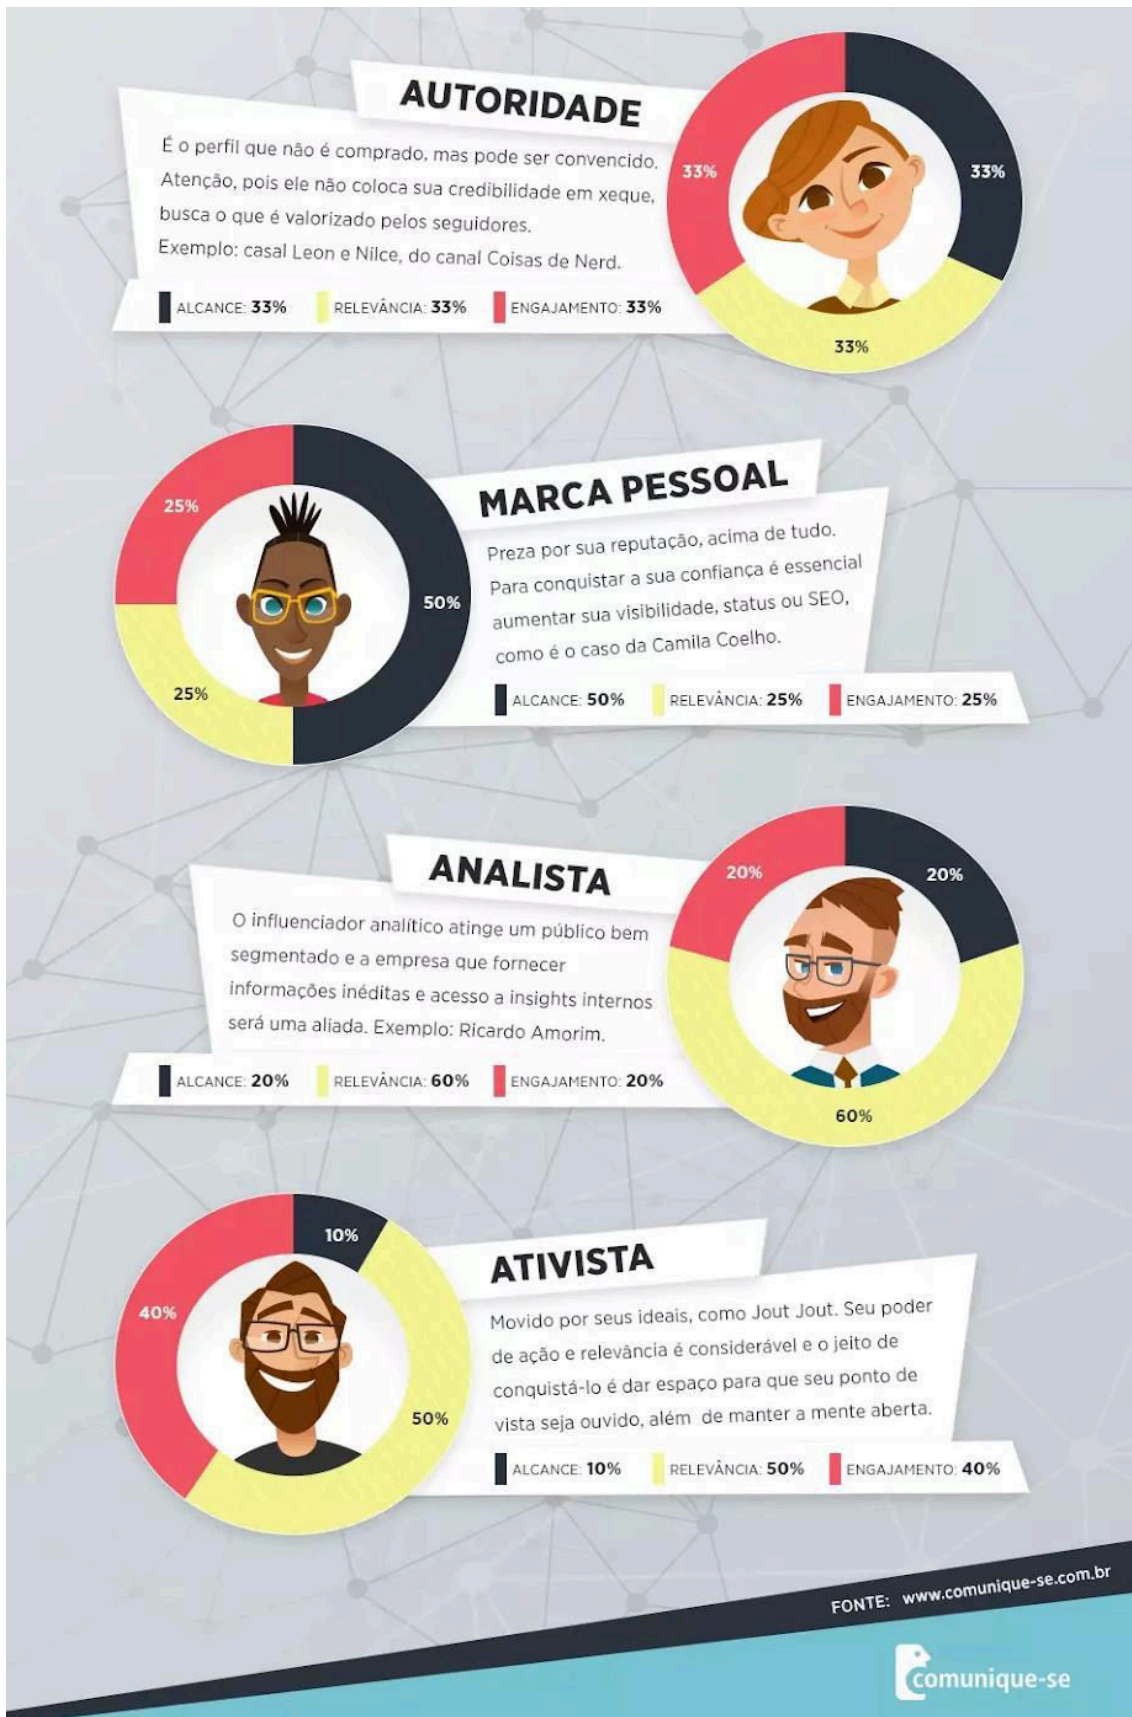 AUTORIDADE
É o perfil que não é comprado, mas pode ser convencido.
Atenção, pois ele não coloca sua credibilidade em xeque,
busca o que é valorizado pelos seguidores.
Exemplo: casal Leon e Nilce, do canal Coisas de Nerd.
ALCANCE: 33% RELEVÂNCIA: 33% ENGAJAMENTO: 33%
33% 33%
33%
MARCA PESSOAL
Preza por sua reputação, acima de tudo.
Para conquistar a sua confiança é essencial
aumentar sua visibilidade, status ou SEO,
como é o caso da Camila Coelho.
ALCANCE: 50% RELEVÂNCIA: 25% ENGAJAMENTO: 25%
25%
50%
25%
ANALISTA
O influenciador analítico atinge um público bem
segmentado e a empresa que fornecer
informações inéditas e acesso a insights internos
será uma aliada. Exemplo: Ricardo Amorim.
ALCANCE: 20% RELEVÂNCIA: 60% ENGAJAMENTO: 20%
20% 20%
60%
ATIVISTA
Movido por seus ideais, como Jout Jout. Seu poder
de ação e relevância é considerável e o jeito de
conquistá-lo é dar espaço para que seu ponto de
vista seja ouvido, além de manter a mente aberta.
ALCANCE: 10% RELEVÂNCIA: 50% ENGAJAMENTO: 40%
10%
40%
50%
FONTE: www.comunique-se.com.br
comunique-se